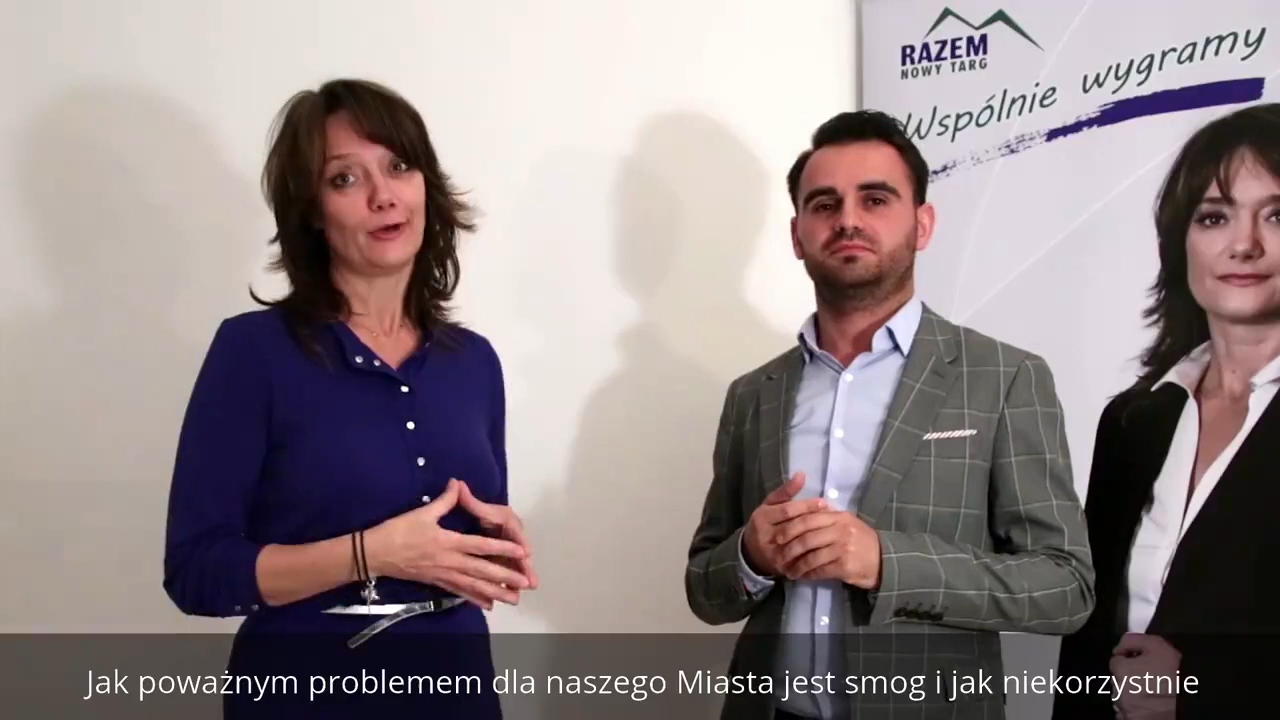 RAZEM
NOWY TARG
Wspólnie wygramy
Jak poważnym problemem dla naszego Miasta jest smog i jak niekorzystnie